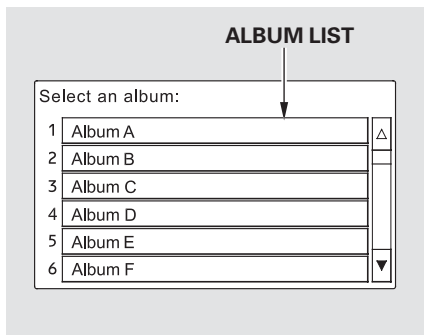 ALBUM LIST
Select an album:
1 Album A
2 Album B
3 Album C
4 Album D
5 Album E
6 Album F